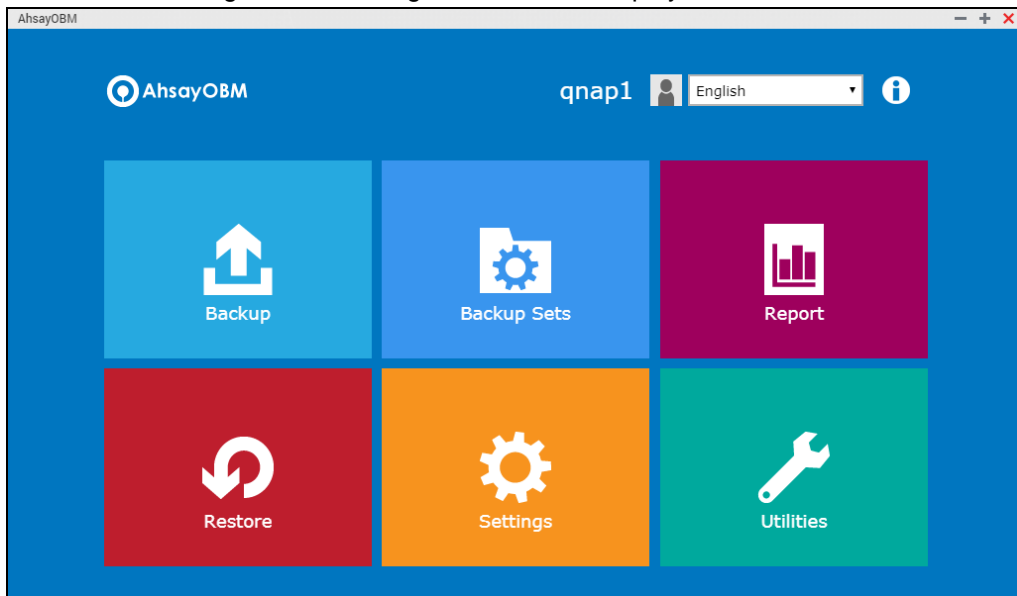 AhsayOBM
AhsayOBM qnap1 English
Backup Backup Sets Report
Restore Settings Utilities